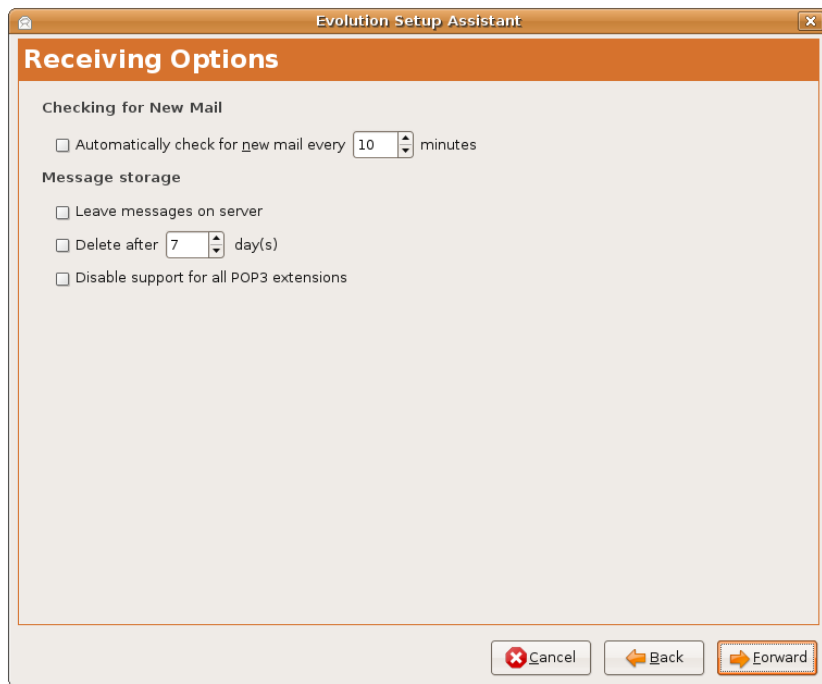 Evolution Setup Assistant
Receiving Options
Checking for New Mail
Automatically check for new mail every 10 minutes
Message storage
Leave messages on server
Delete after 7 day(s)
Disable support for all POP3 extensions
Cancel Back Forward